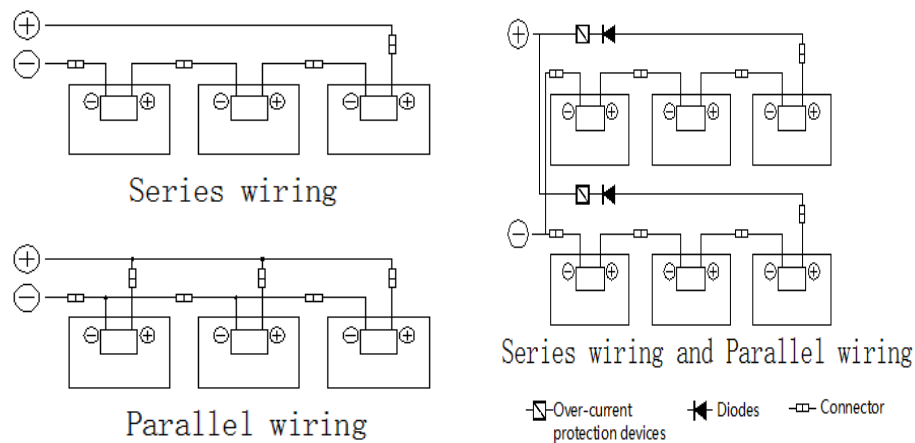 Series wiring
Parallel wiring
Series wiring and Parallel wiring
Over-current
protection devices
Diodes
Connector